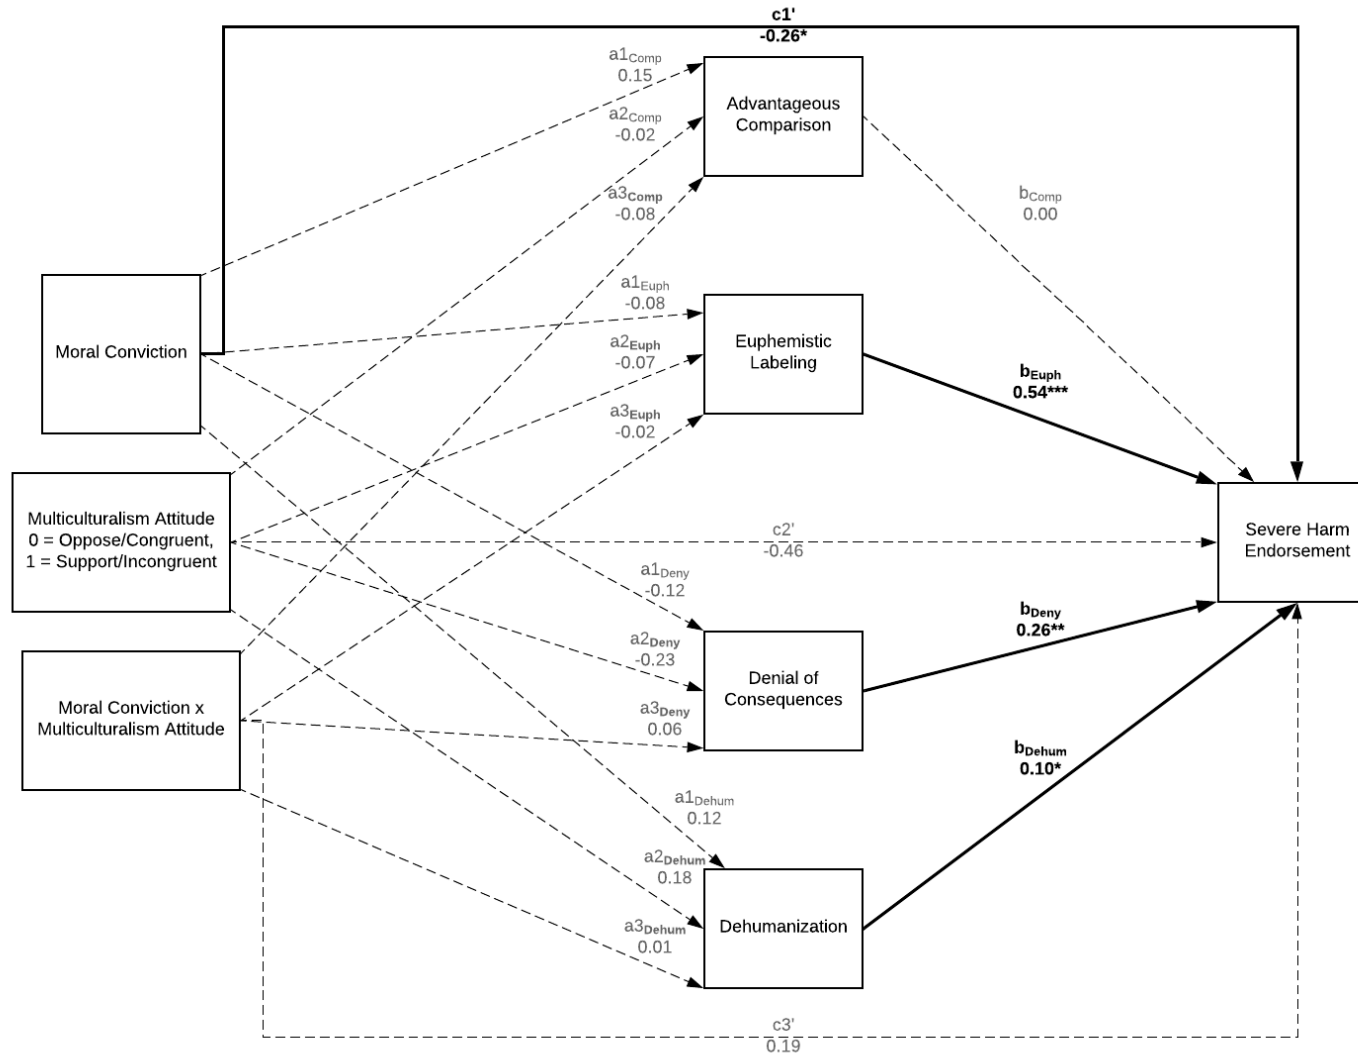 c1'
-0.26*
a1Comp
0.15
Advantageous
Comparison
a2Comp
-0.02
a3Comp
-0.08
bComp
0.00
Moral Conviction
a1Euph
-0.08
Euphemistic
Labeling
a2Euph
-0.07
a3Euph
-0.02
bEuph
0.54***
Multiculturalism Attitude
0 = Oppose/Congruent,
1 = Support/Incongruent
c2'
-0.46
Severe Harm
Endorsement
a1Deny
-0.12
a2Deny
-0.23
Denial of
Consequences
a3Deny
0.06
bDeny
0.26**
Moral Conviction x
Multiculturalism Attitude
bDehum
0.10*
a1Dehum
0.12
a2Dehum
0.18
Dehumanization
a3Dehum
0.01
c3'
0.19